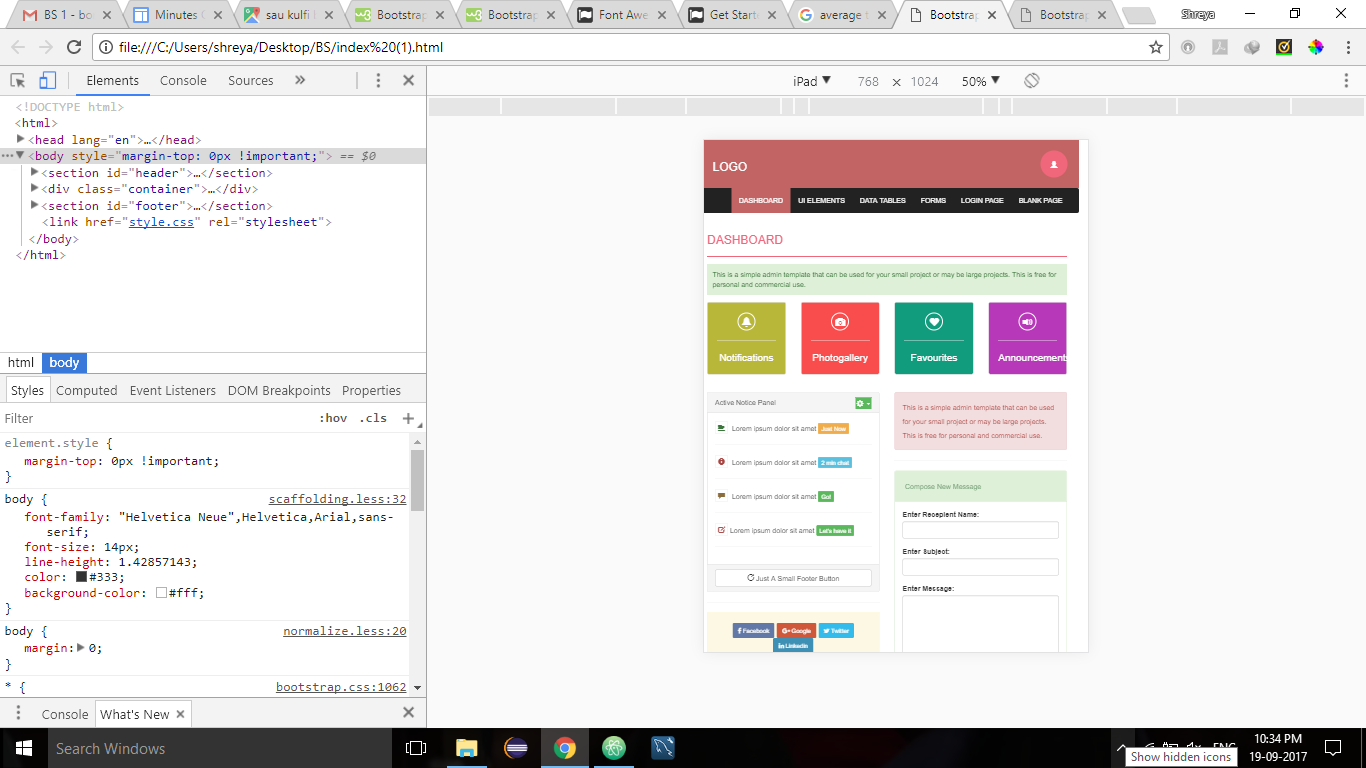 BS 1 - bo
Minutes
sau kulfi
Bootstrap
Bootstrap
Font Awe
Get Start
average t
Bootstrap
Bootstrap
Shreya
file:///C:/Users/shreya/Desktop/BS/index%20(1).html
Elements Console Sources »
iPad ▼ 768 × 1024 50% ▼
<!DOCTYPE html>
<html>
<head lang="en">…</head>
<body style="margin-top: 0px !important;"> == $0
<section id="header">…</section>
<div class="container">…</div>
<section id="footer">…</section>
<link href="style.css" rel="stylesheet">
</body>
</html>
html body
Styles Computed Event Listeners DOM Breakpoints Properties
Filter :hov .cls +
element.style {
margin-top: 0px !important;
}
body { scaffolding.less:32
font-family: "Helvetica Neue",Helvetica,Arial,sans-
serif;
font-size: 14px;
line-height: 1.42857143;
color: #333;
background-color: #fff;
}
body { normalize.less:20
margin: 0;
}
* { bootstrap.css:1062
Console What's New ×
LOGO
DASHBOARD UI ELEMENTS DATA TABLES FORMS LOGIN PAGE BLANK PAGE
DASHBOARD
This is a simple admin template that can be used for your small project or may be large projects. This is free for
personal and commercial use.
Notifications
Photogallery
Favourites
Announcement
Active Notice Panel
Lorem ipsum dolor sit amet Just Now
Lorem ipsum dolor sit amet 2 min chat
Lorem ipsum dolor sit amet Go!
Lorem ipsum dolor sit amet Let's have it
Just A Small Footer Button
Facebook Google Twitter
Linkedin
This is a simple admin template that can be used
for your small project or may be large projects.
This is free for personal and commercial use.
Compose New Message
Enter Recepient Name:
Enter Subject:
Enter Message:
Search Windows
ENG
10:34 PM
19-09-2017
Show hidden icons